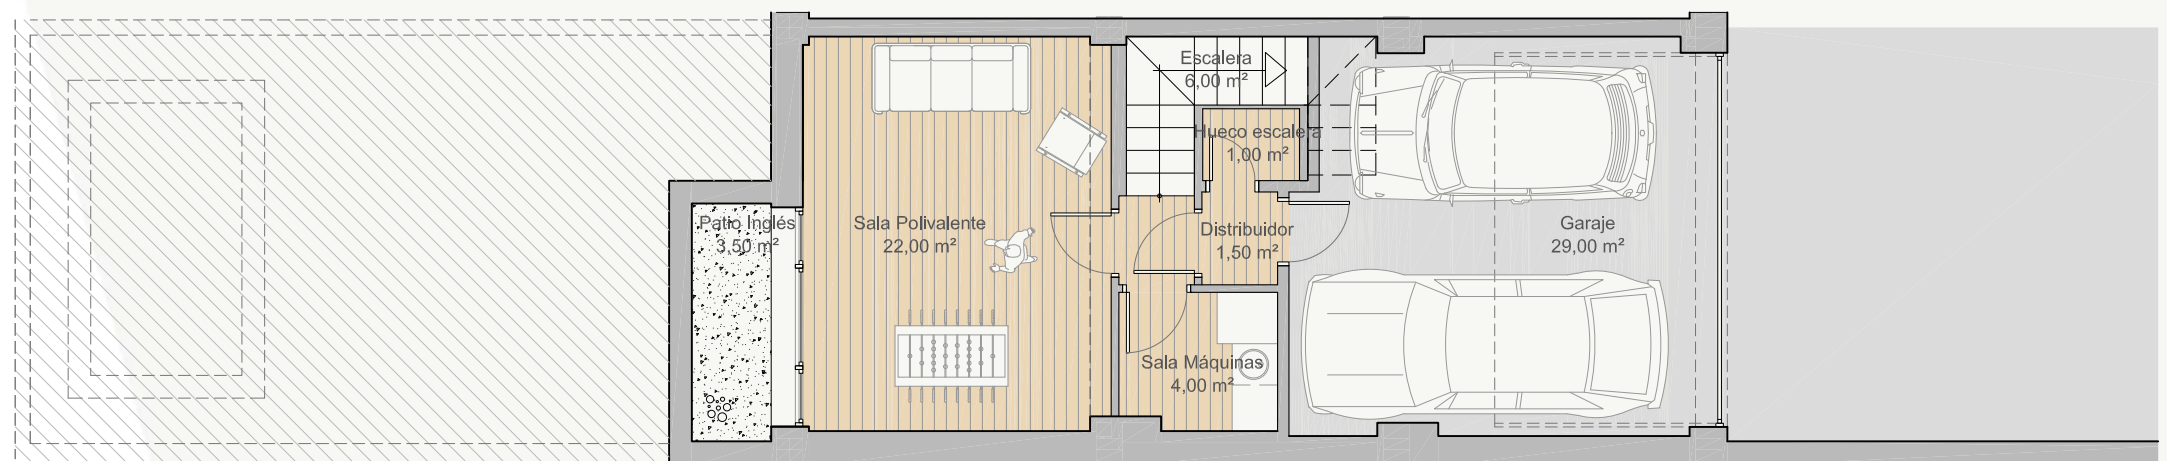 Escalera
6,00 m²
Hueco escalera
1,00 m²
Patio Inglés
3,50 m²
Sala Polivalente
22,00 m²
Distribuidor
1,50 m²
Garaje
29,00 m²
Sala Máquinas
4,00 m²